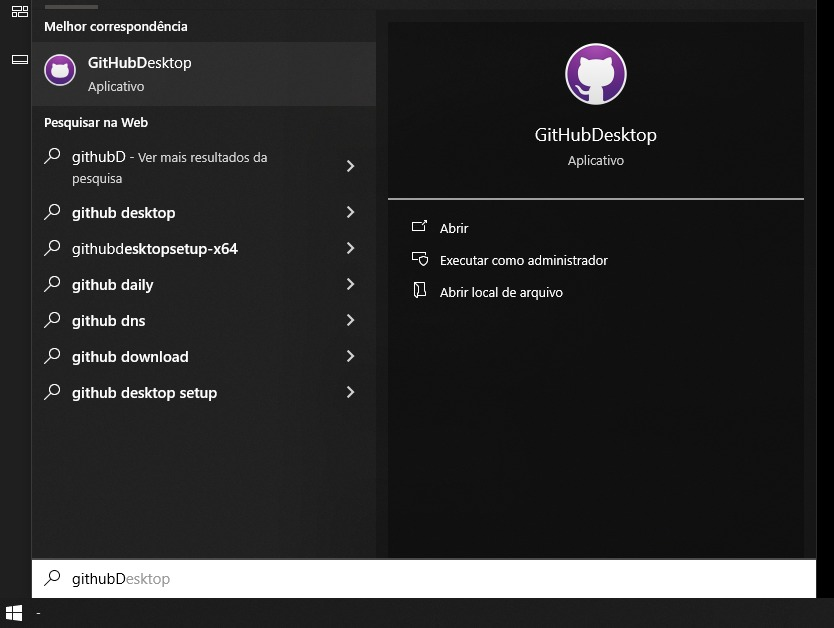 Melhor correspondência
GitHubDesktop
Aplicativo
Pesquisar na Web
githubD - Ver mais resultados da
pesquisa
github desktop
githubdesktopsetup-x64
github daily
github dns
github download
github desktop setup
GitHubDesktop
Aplicativo
Abrir
Executar como administrador
Abrir local de arquivo
githubDesktop
-